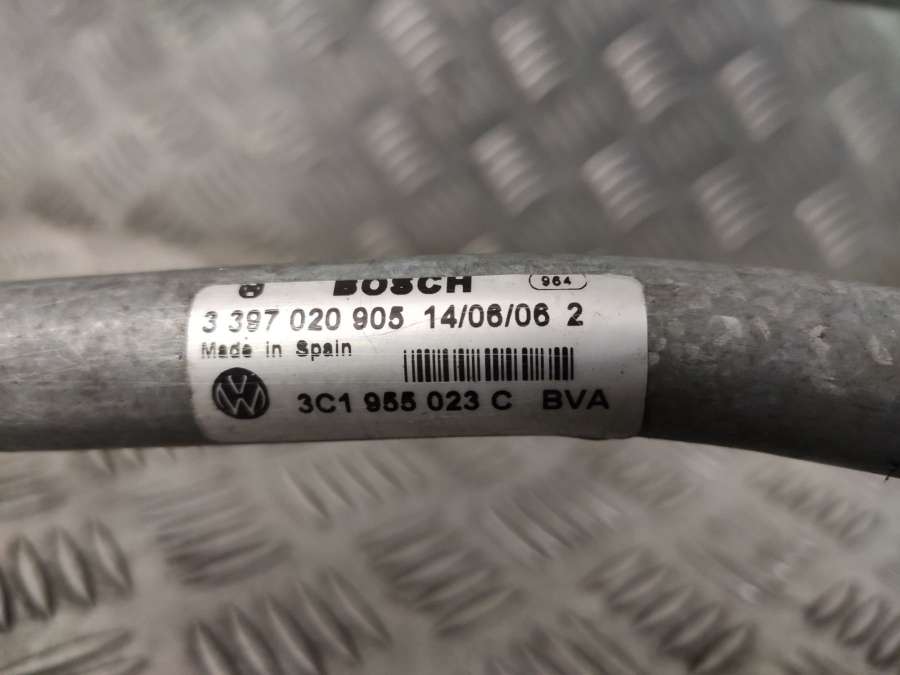 BOSCH 964
3 397 020 905 14/06/06 2
Made in Spain
3C1 955 023 C BVA